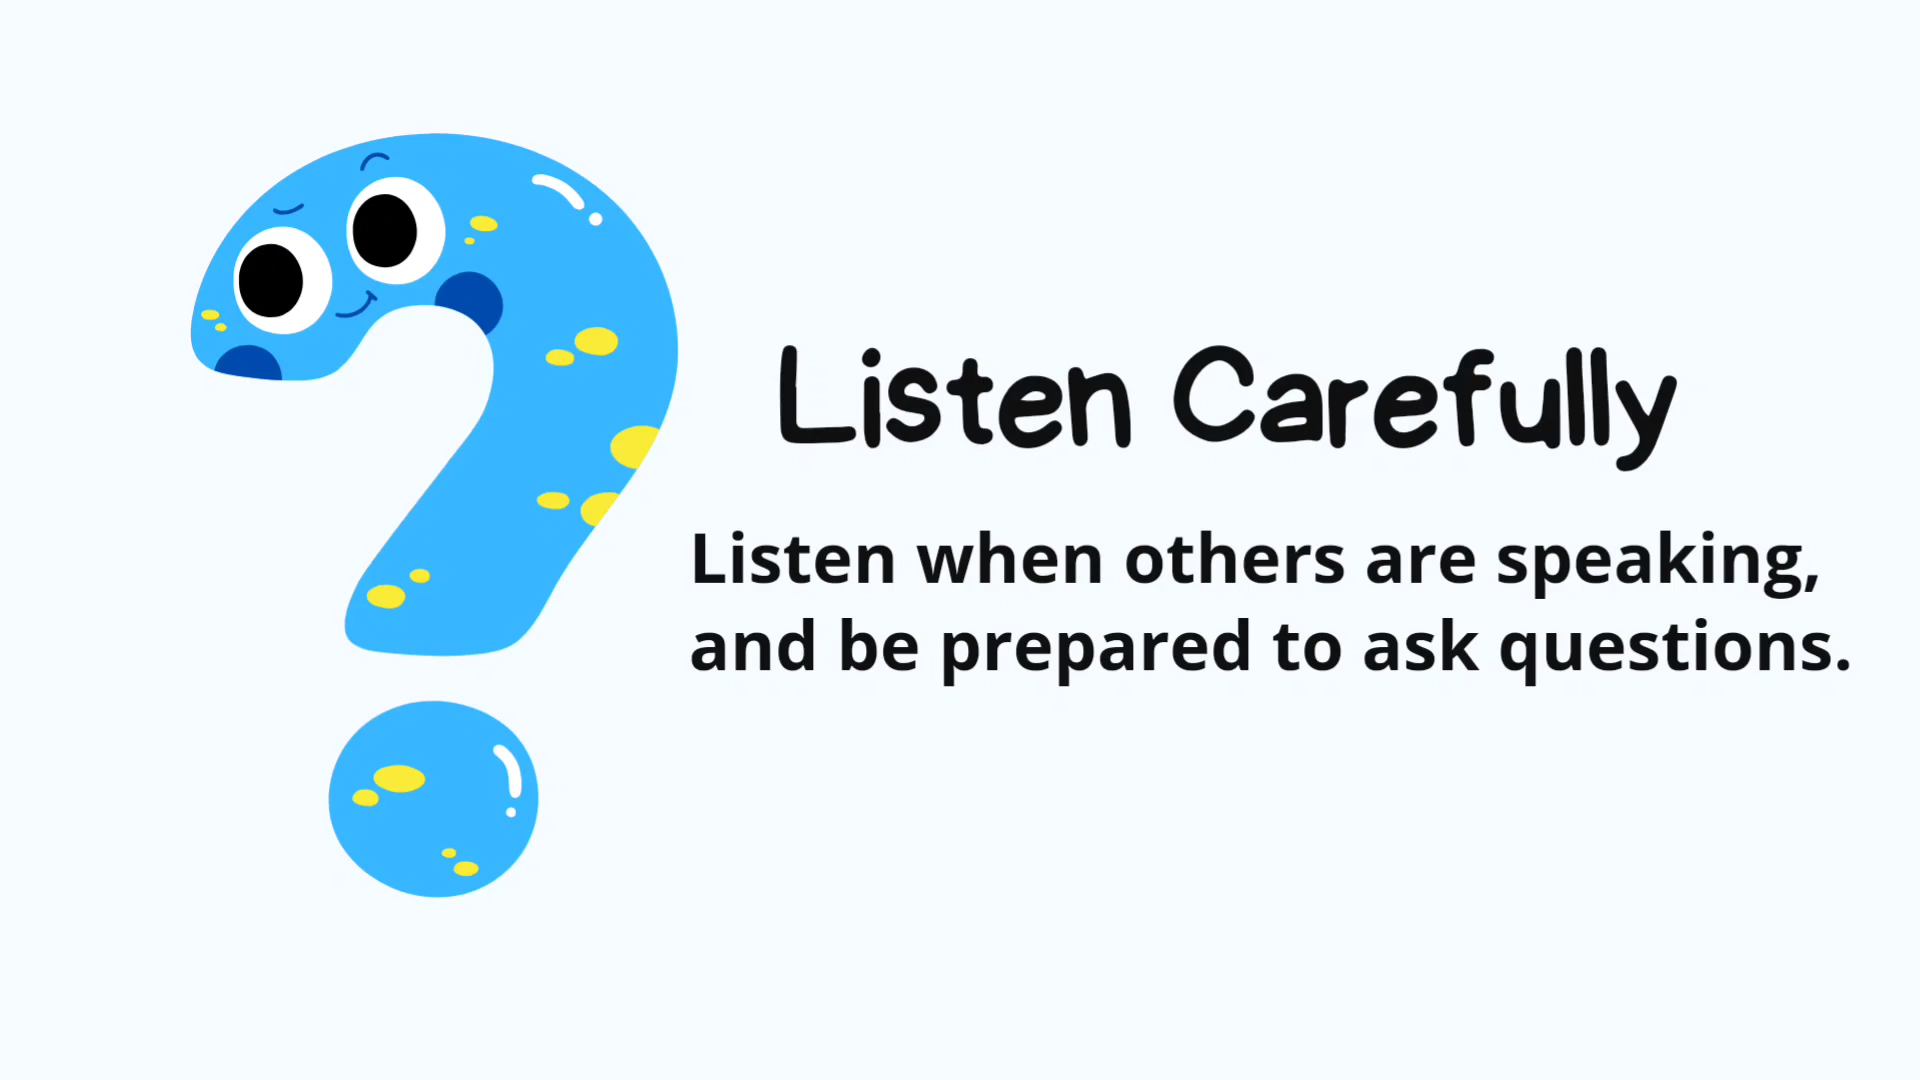 Listen Carefully
Listen when others are speaking,
and be prepared to ask questions.